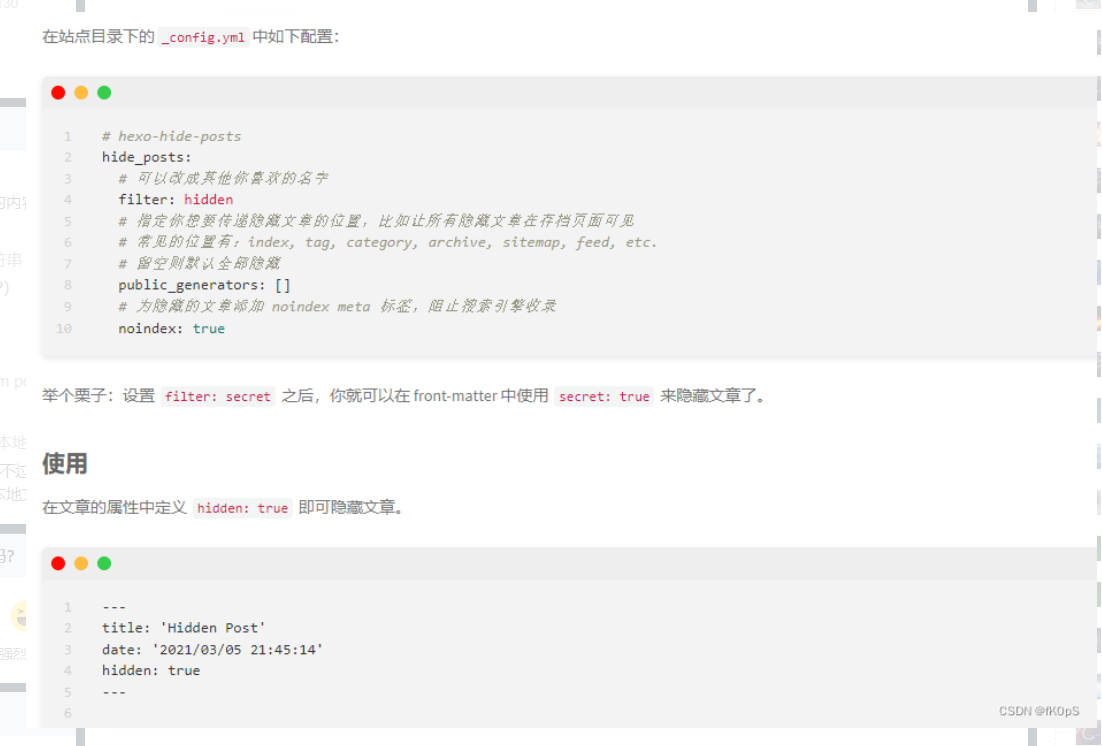 在站点目录下的 _config.yml 中如下配置：
1 # hexo-hide-posts
2 hide_posts:
3 # 可以改成其他你喜欢的名字
4 filter: hidden
5 # 指定你想要传递隐藏文章的位置，比如让所有隐藏文章在存档页面可见
6 # 常见的位置有：index, tag, category, archive, sitemap, feed, etc.
7 # 留空则默认全部隐藏
8 public_generators: []
9 # 为隐藏的文章添加 noindex meta 标签，阻止搜索引擎收录
10 noindex: true
举个栗子：设置 filter: secret 之后，你就可以在 front-matter 中使用 secret: true 来隐藏文章了。
使用
在文章的属性中定义 hidden: true 即可隐藏文章。
1 ---
2 title: 'Hidden Post'
3 date: '2021/03/05 21:45:14'
4 hidden: true
5 ---
6
CSDN @fK0pS